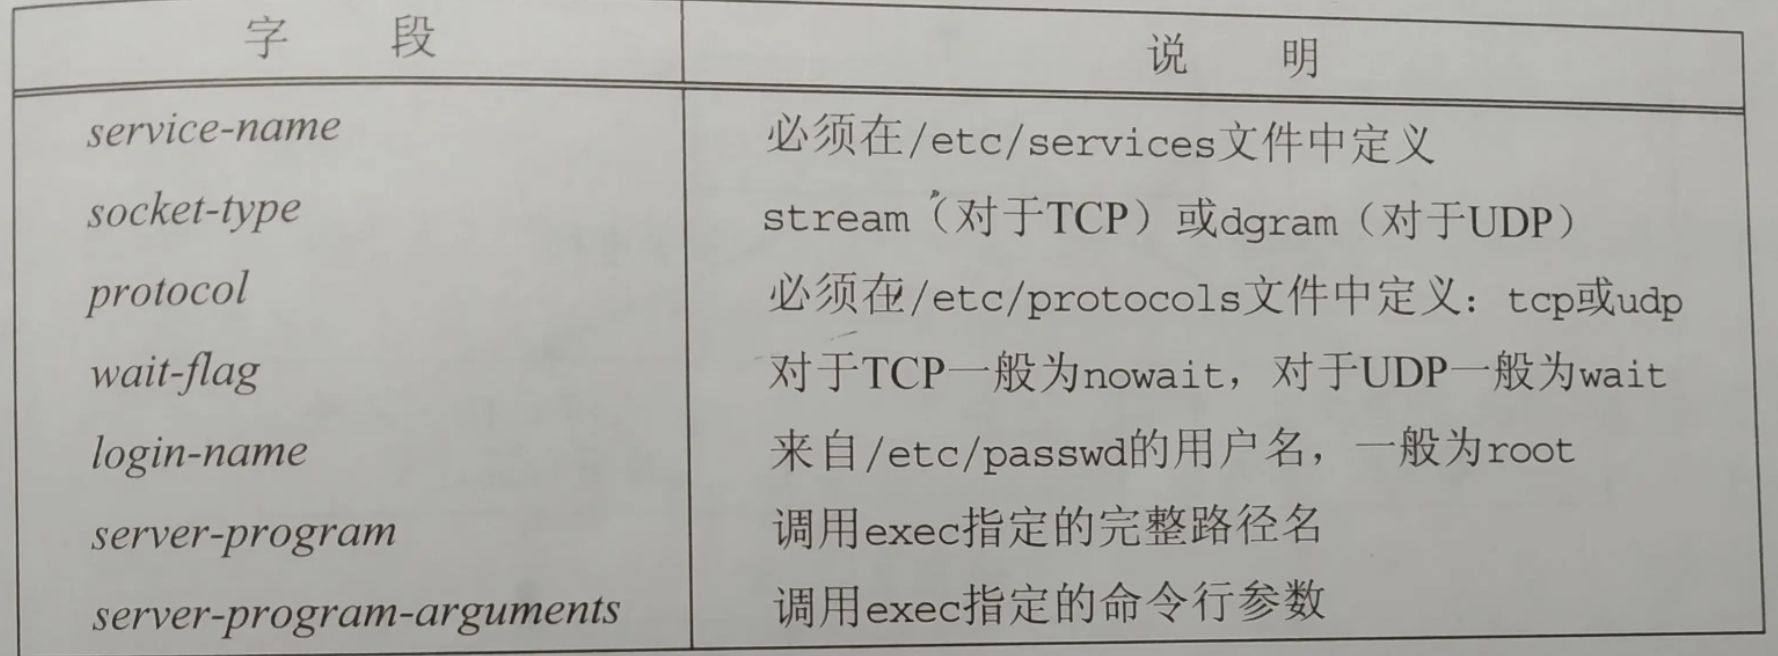 字 段 说 明
service-name 必须在/etc/services文件中定义
socket-type stream（对于TCP）或dgram（对于UDP）
protocol 必须在/etc/protocols文件中定义：tcp或udp
wait-flag 对于TCP一般为nowait，对于UDP一般为wait
login-name 来自/etc/passwd的用户名，一般为root
server-program 调用exec指定的完整路径名
server-program-arguments 调用exec指定的命令行参数